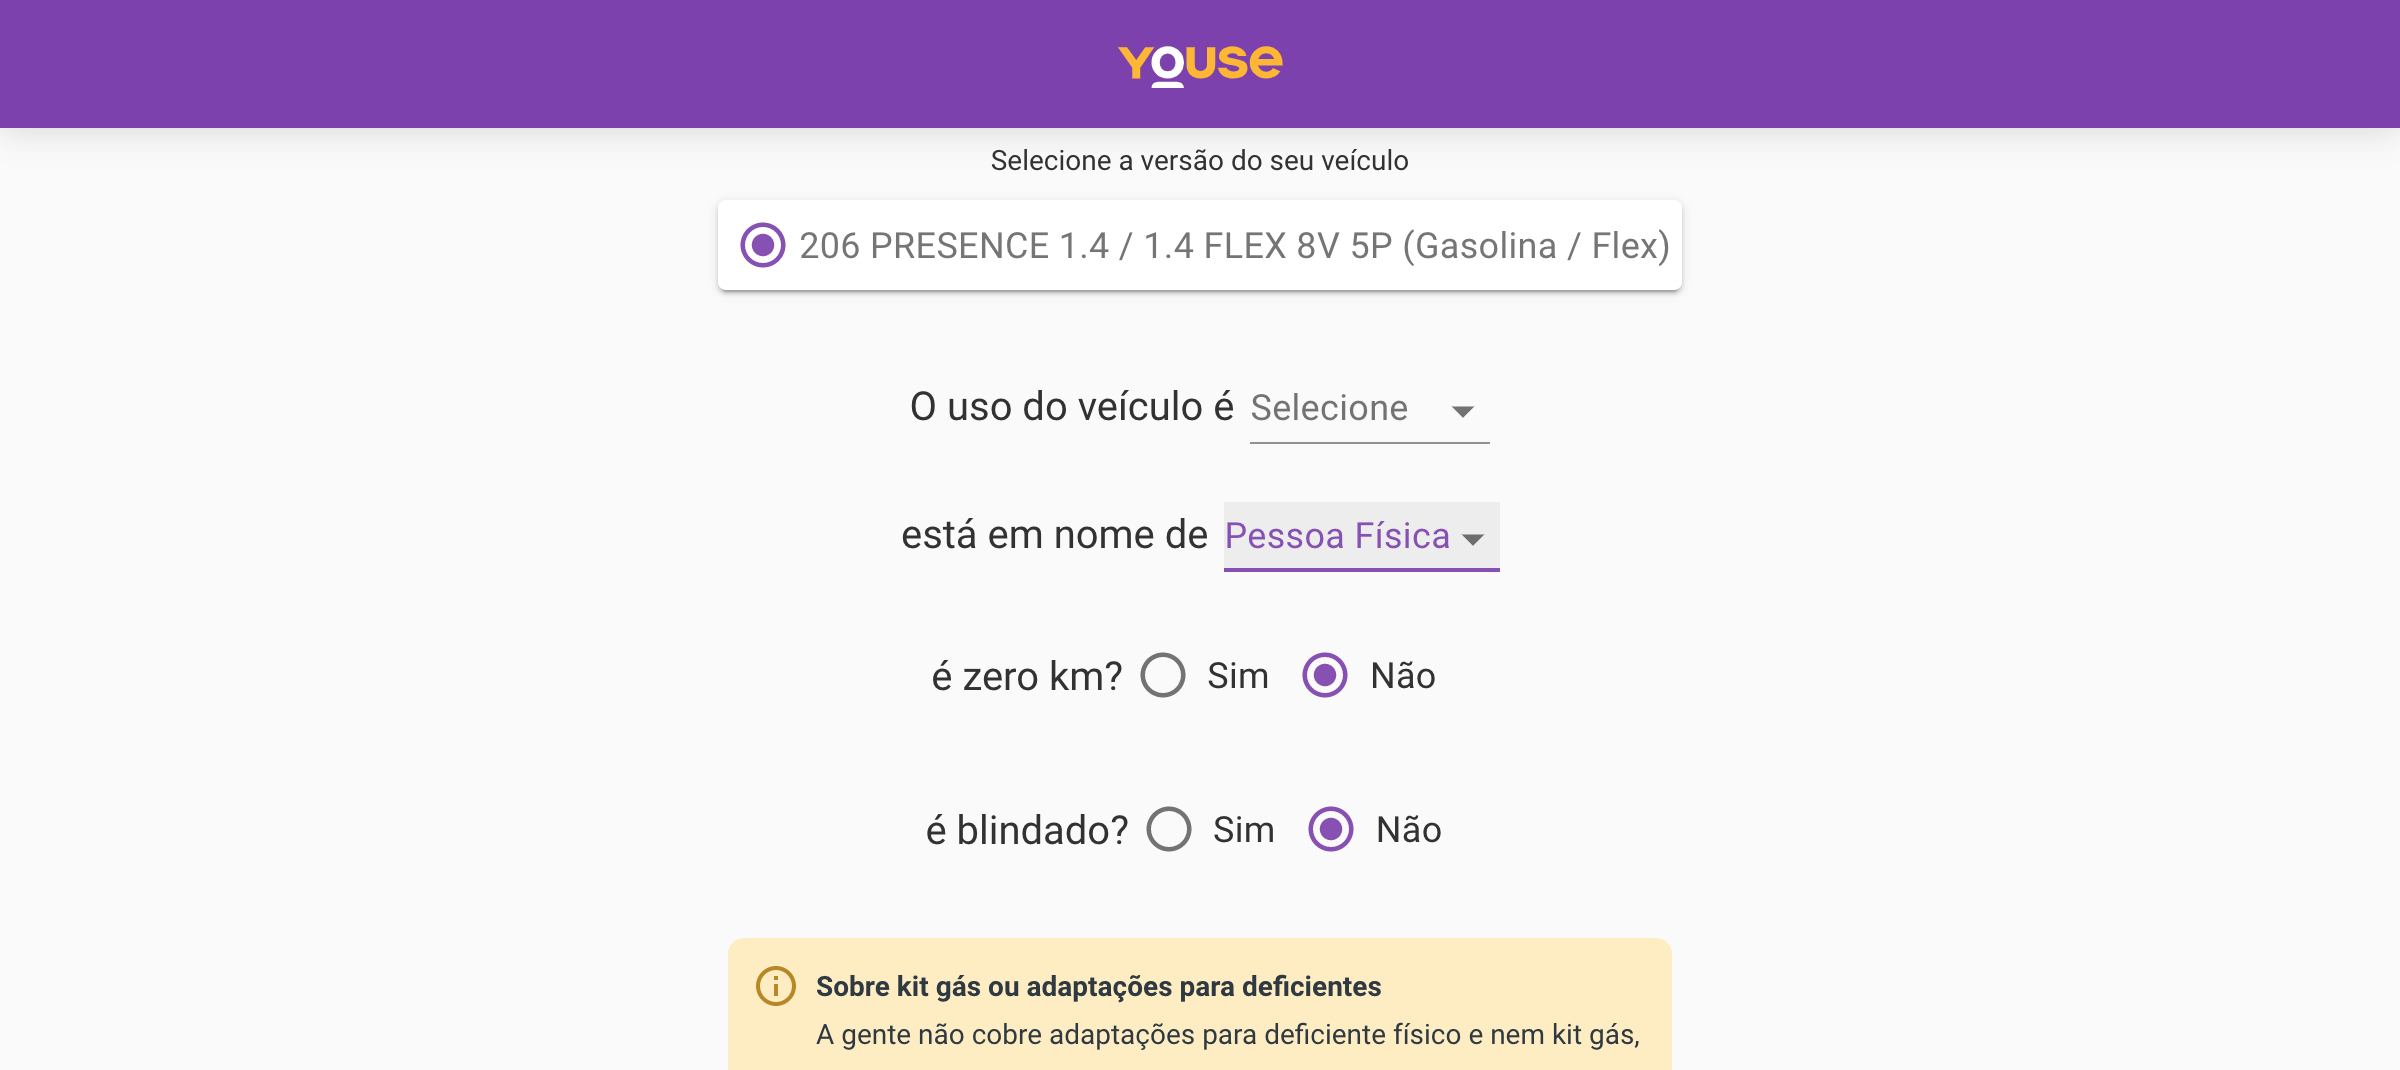 youse
Selecione a versão do seu veículo
206 PRESENCE 1.4 / 1.4 FLEX 8V 5P (Gasolina / Flex)
O uso do veículo é Selecione
está em nome de Pessoa Física
é zero km? Sim Não
é blindado? Sim Não
Sobre kit gás ou adaptações para deficientes
A gente não cobre adaptações para deficiente físico e nem kit gás,